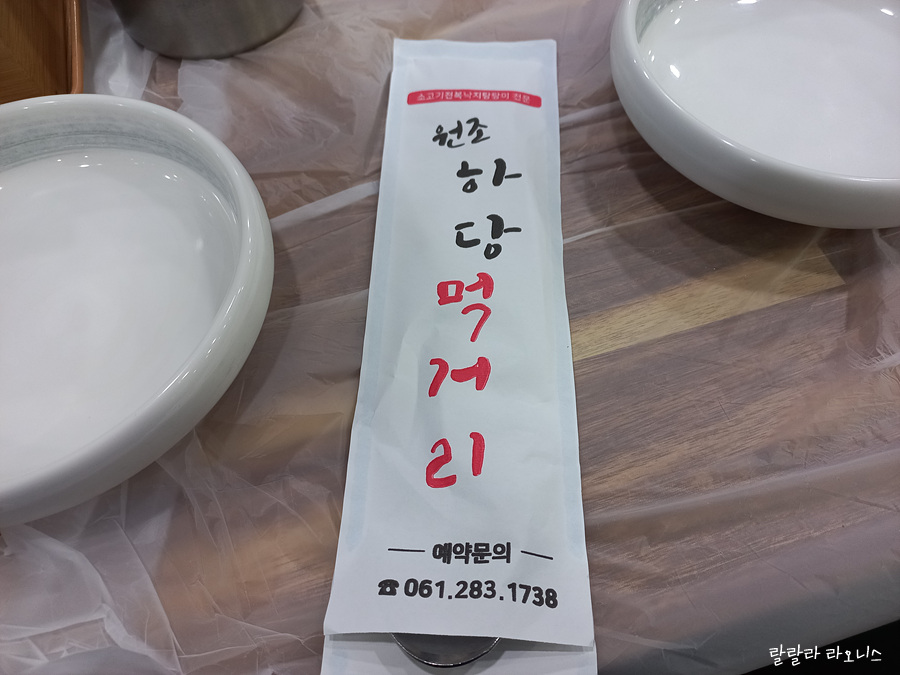 소고기전복낙지탕탕이 전문
원조
하
당
먹
거
리
예약문의
☎ 061.283.1738
랄랄라 라오니스